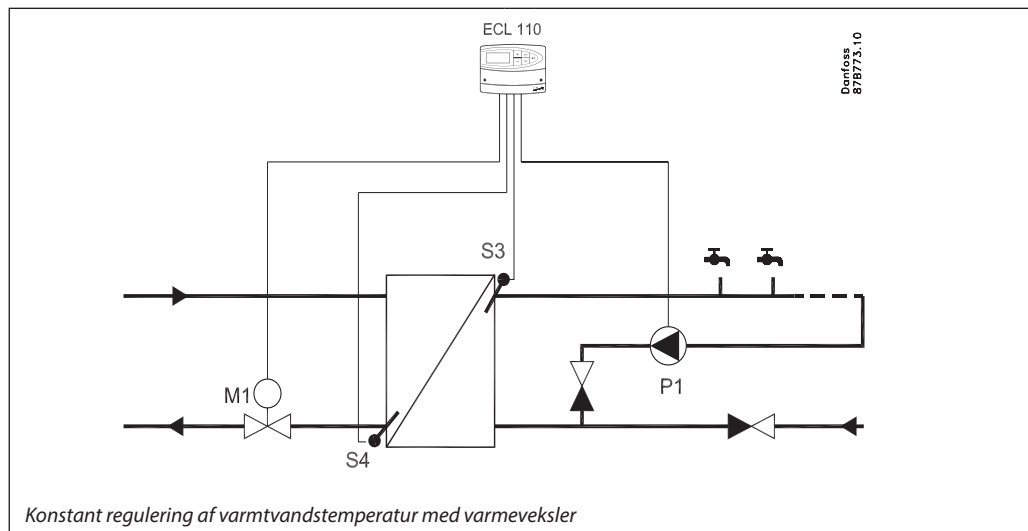 ECL 110
Danfoss
87B773.10
S3
M1
P1
S4
Konstant regulering af varmtvandstemperatur med varmeveksler